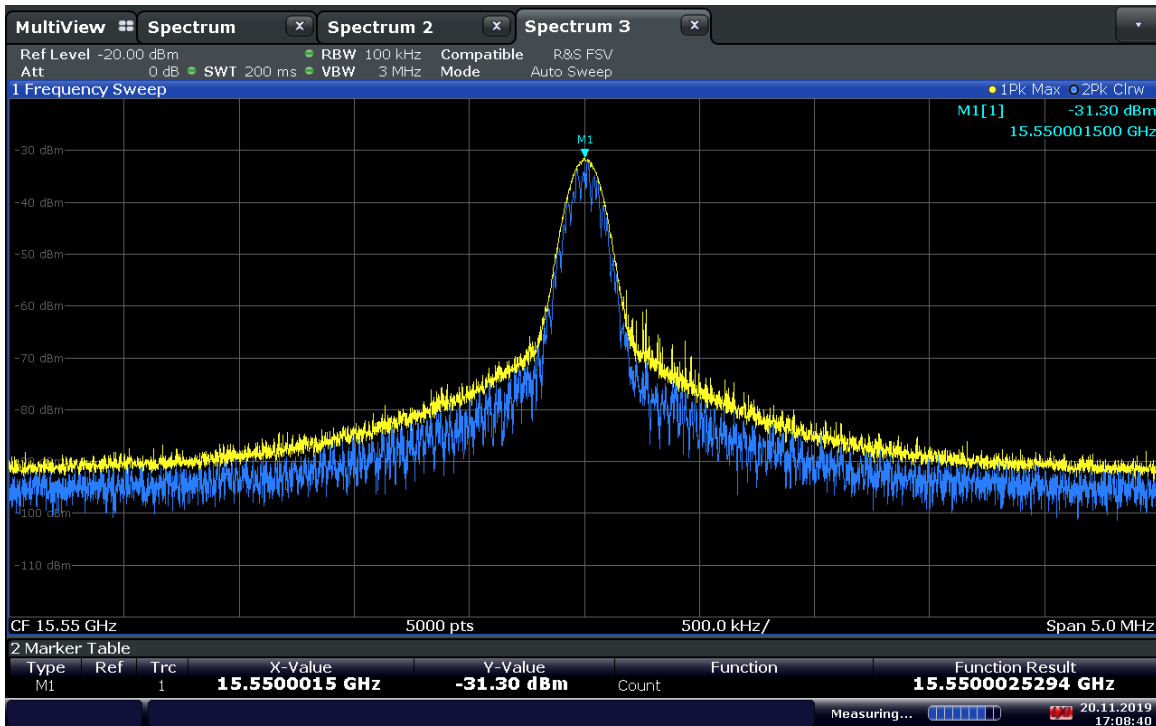 MultiView Spectrum X Spectrum 2 X Spectrum 3 X
Ref Level -20.00 dBm RBW 100 kHz Compatible R&S FSV
Att 0 dB SWT 200 ms VBW 3 MHz Mode Auto Sweep
1 Frequency Sweep 1Pk Max 2Pk Clrw
M1[1] -31.30 dBm
15.550001500 GHz
M1
-30 dBm
-40 dBm
-50 dBm
-60 dBm
-70 dBm
-80 dBm
-100 dBm
-110 dBm
CF 15.55 GHz 5000 pts 500.0 kHz/ Span 5.0 MHz
2 Marker Table
Type Ref Trc X-Value Y-Value Function Function Result
M1 1 15.5500015 GHz -31.30 dBm Count 15.5500025294 GHz
Measuring... 20.11.2019
17:08:40